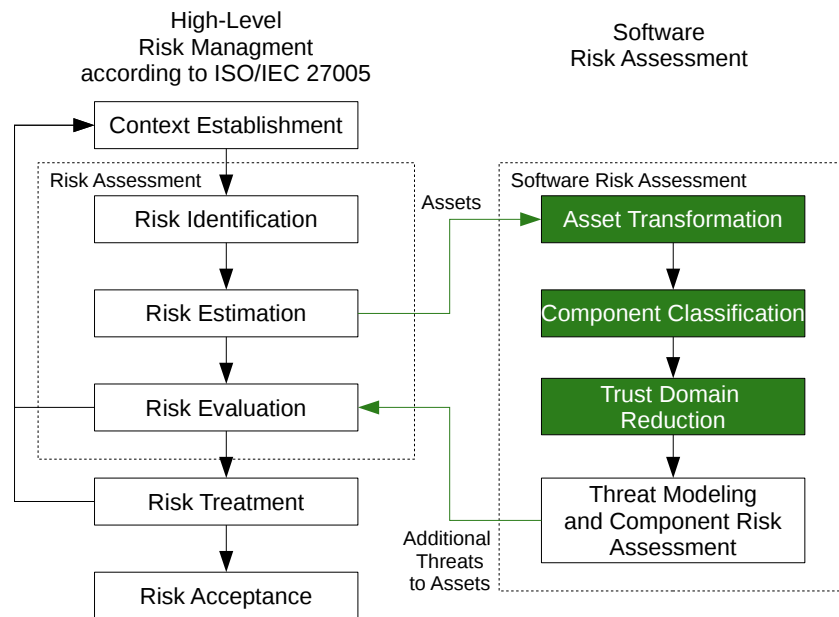 High-Level
Risk Managment
according to ISO/IEC 27005
Software
Risk Assessment
Context Establishment
Risk Assessment
Risk Identification
Risk Estimation
Risk Evaluation
Risk Treatment
Risk Acceptance
Assets
Additional
Threats
to Assets
Software Risk Assessment
Asset Transformation
Component Classification
Trust Domain
Reduction
Threat Modeling
and Component Risk
Assessment